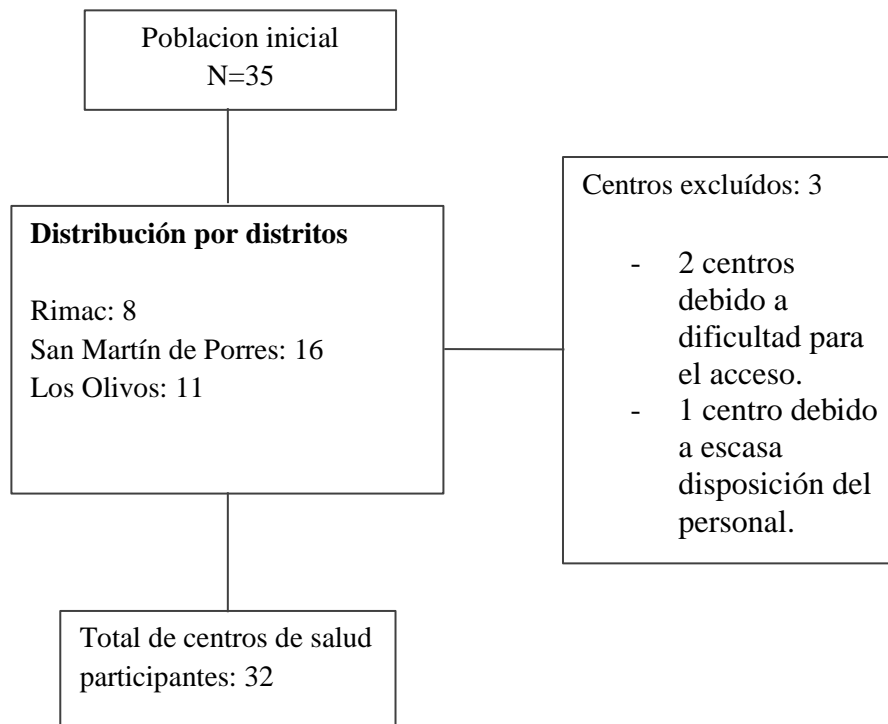 Poblacion inicial
N=35
Distribución por distritos
Rimac: 8
San Martín de Porres: 16
Los Olivos: 11
Centros excluídos: 3
- 2 centros
debido a
dificultad para
el acceso.
- 1 centro debido
a escasa
disposición del
personal.
Total de centros de salud
participantes: 32